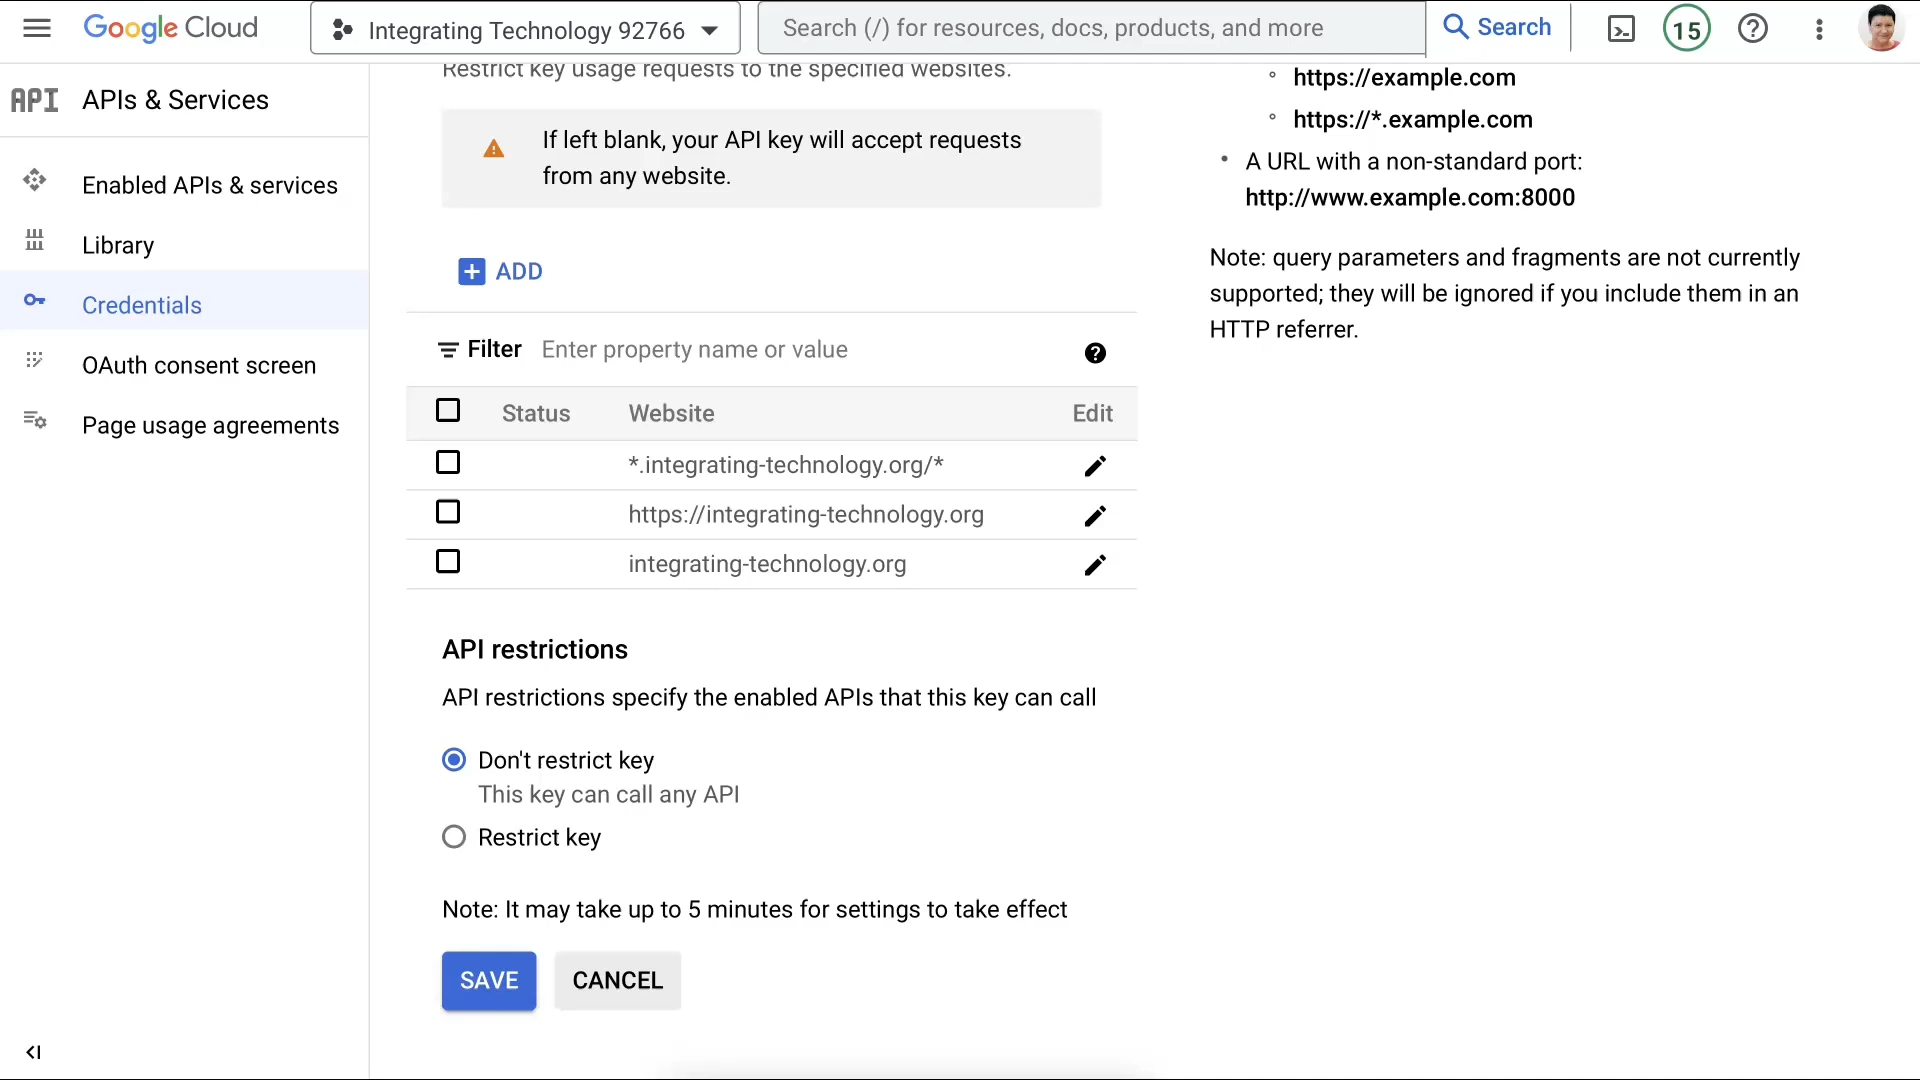 Google Cloud
Integrating Technology 92766
Search (/) for resources, docs, products, and more
Search
15
API
APIs & Services
Enabled APIs & services
Library
Credentials
OAuth consent screen
Page usage agreements
Restrict key usage requests to the specified websites.
If left blank, your API key will accept requests
from any website.
ADD
Filter Enter property name or value
Status Website Edit
*.integrating-technology.org/*
https://integrating-technology.org
integrating-technology.org
API restrictions
API restrictions specify the enabled APIs that this key can call
Don't restrict key
This key can call any API
Restrict key
Note: It may take up to 5 minutes for settings to take effect
SAVE
CANCEL
https://example.com
https://*.example.com
A URL with a non-standard port:
http://www.example.com:8000
Note: query parameters and fragments are not currently
supported; they will be ignored if you include them in an
HTTP referrer.